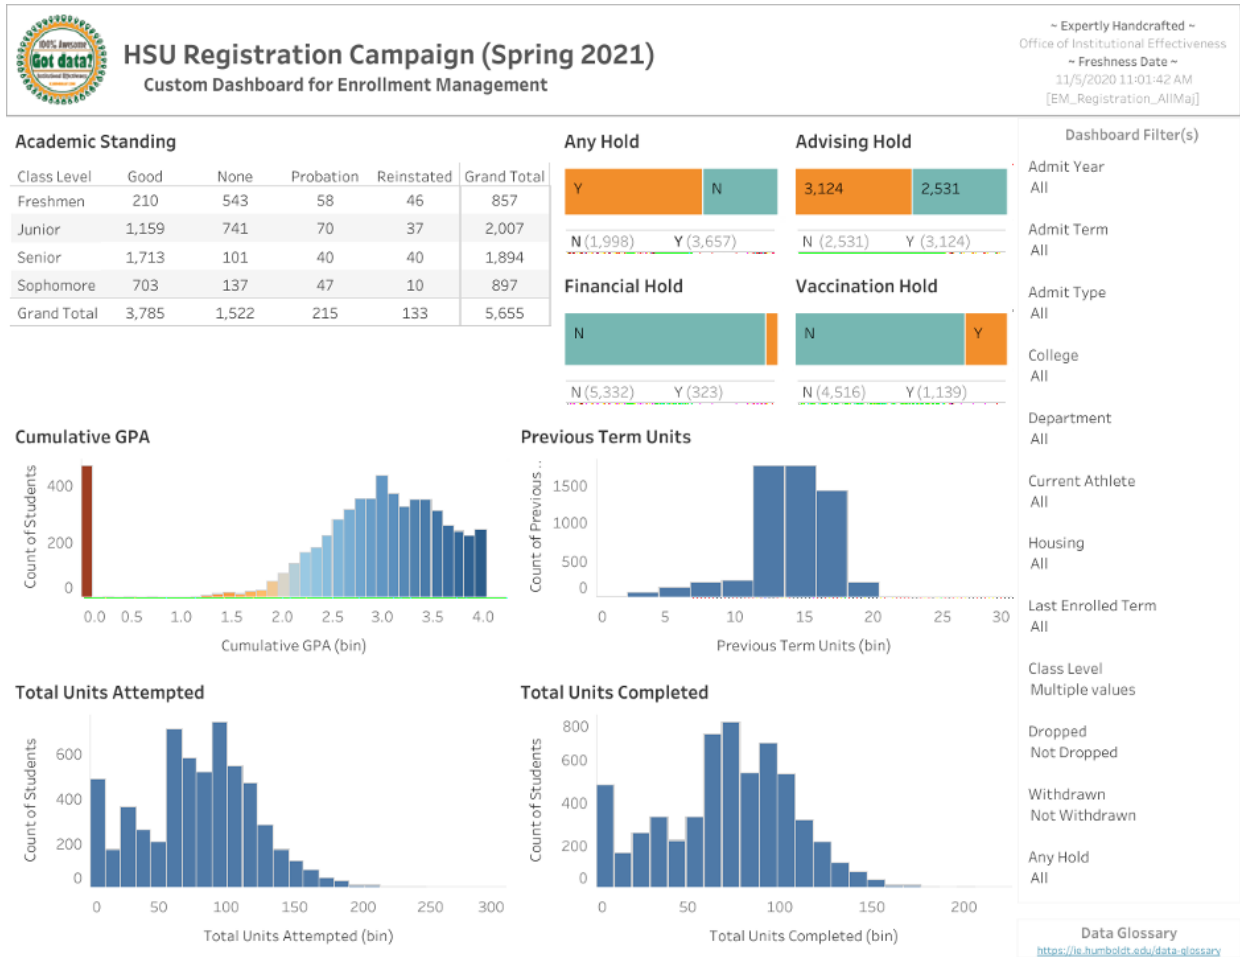 100% Awesome
Got data?
Institutional Effectiveness
HSU Registration Campaign (Spring 2021)
Custom Dashboard for Enrollment Management
~ Expertly Handcrafted ~
Office of Institutional Effectiveness
~ Freshness Date ~
11/5/2020 11:01:42 AM
[EM_Registration_AllMaj]
Academic Standing
Class Level Good None Probation Reinstated Grand Total
Freshmen 210 543 58 46 857
Junior 1,159 741 70 37 2,007
Senior 1,713 101 40 40 1,894
Sophomore 703 137 47 10 897
Grand Total 3,785 1,522 215 133 5,655
Any Hold
Y N
N (1,998) Y (3,657)
Advising Hold
3,124 2,531
N (2,531) Y (3,124)
Financial Hold
N
N (5,332) Y (323)
Vaccination Hold
N Y
N (4,516) Y (1,139)
Cumulative GPA
Count of Students
400
200
0
0.0 0.5 1.0 1.5 2.0 2.5 3.0 3.5 4.0
Cumulative GPA (bin)
Previous Term Units
Count of Previous ..
1500
1000
500
0
0 5 10 15 20 25 30
Previous Term Units (bin)
Total Units Attempted
Count of Students
600
400
200
0
0 50 100 150 200 250 300
Total Units Attempted (bin)
Total Units Completed
Count of Students
800
600
400
200
0
0 50 100 150 200
Total Units Completed (bin)
Dashboard Filter(s)
Admit Year
All
Admit Term
All
Admit Type
All
College
All
Department
All
Current Athlete
All
Housing
All
Last Enrolled Term
All
Class Level
Multiple values
Dropped
Not Dropped
Withdrawn
Not Withdrawn
Any Hold
All
Data Glossary
https://ie.humboldt.edu/data-glossary